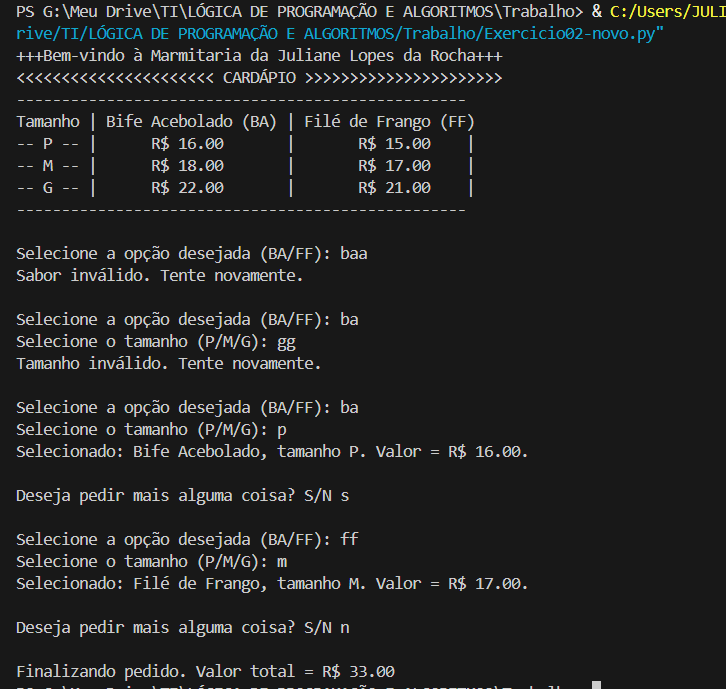 PS G:\Meu Drive\TI\LÓGICA DE PROGRAMAÇÃO E ALGORITMOS\Trabalho> & C:/Users/JULI
rive/TI/LÓGICA DE PROGRAMAÇÃO E ALGORITMOS/Trabalho/Exercicio02-novo.py"
+++Bem-vindo à Marmitaria da Juliane Lopes da Rocha+++
<<<<<<<<<<<<<<<<<<<<<< CARDÁPIO >>>>>>>>>>>>>>>>>>>>>>
--------------------------------------------------
Tamanho | Bife Acebolado (BA) | Filé de Frango (FF)
-- P -- |      R$ 16.00       |       R$ 15.00    |
-- M -- |      R$ 18.00       |       R$ 17.00    |
-- G -- |      R$ 22.00       |       R$ 21.00    |
--------------------------------------------------
Selecione a opção desejada (BA/FF): baa
Sabor inválido. Tente novamente.
Selecione a opção desejada (BA/FF): ba
Selecione o tamanho (P/M/G): gg
Tamanho inválido. Tente novamente.
Selecione a opção desejada (BA/FF): ba
Selecione o tamanho (P/M/G): p
Selecionado: Bife Acebolado, tamanho P. Valor = R$ 16.00.
Deseja pedir mais alguma coisa? S/N s
Selecione a opção desejada (BA/FF): ff
Selecione o tamanho (P/M/G): m
Selecionado: Filé de Frango, tamanho M. Valor = R$ 17.00.
Deseja pedir mais alguma coisa? S/N n
Finalizando pedido. Valor total = R$ 33.00